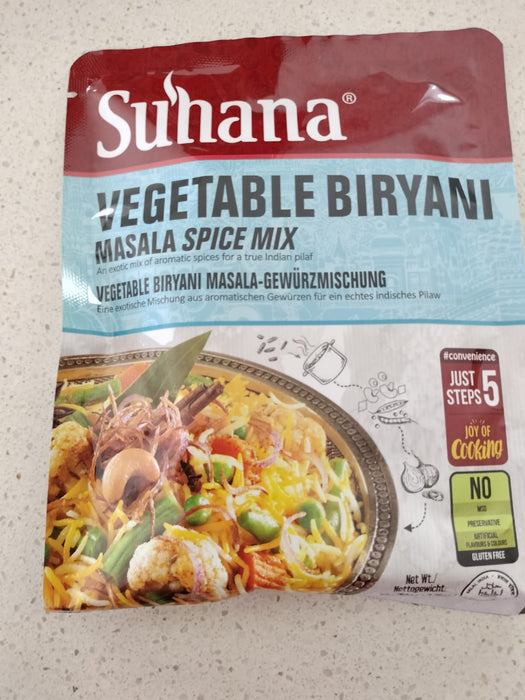 Suhana®
VEGETABLE BIRYANI
MASALA SPICE MIX
An exotic mix of aromatic spices for a true Indian pilaf
VEGETABLE BIRYANI MASALA-GEWÜRZMISCHUNG
Eine exotische Mischung aus aromatischen Gewürzen für ein echtes indisches Pilaw
#convenience
JUST 5
STEPS
JOY OF
Cooking
NO
MSG
PRESERVATIVE
ARTIFICIAL
FLAVOURS & COLOURS
GLUTEN FREE
Net Wt./
Nettogewicht
HALAL INDIA